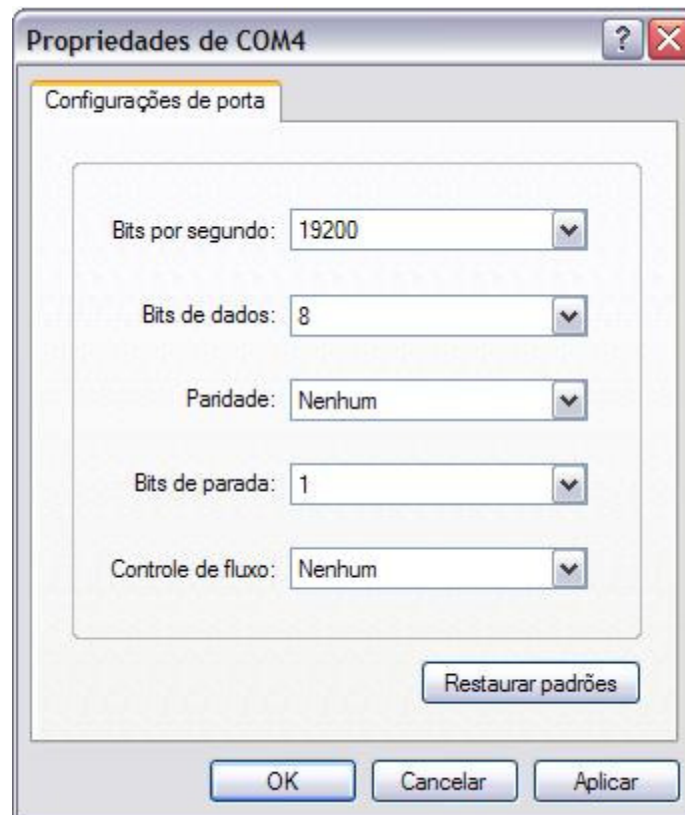 Propriedades de COM4
Configurações de porta
Bits por segundo: 19200
Bits de dados: 8
Paridade: Nenhum
Bits de parada: 1
Controle de fluxo: Nenhum
Restaurar padrões
OK Cancelar Aplicar